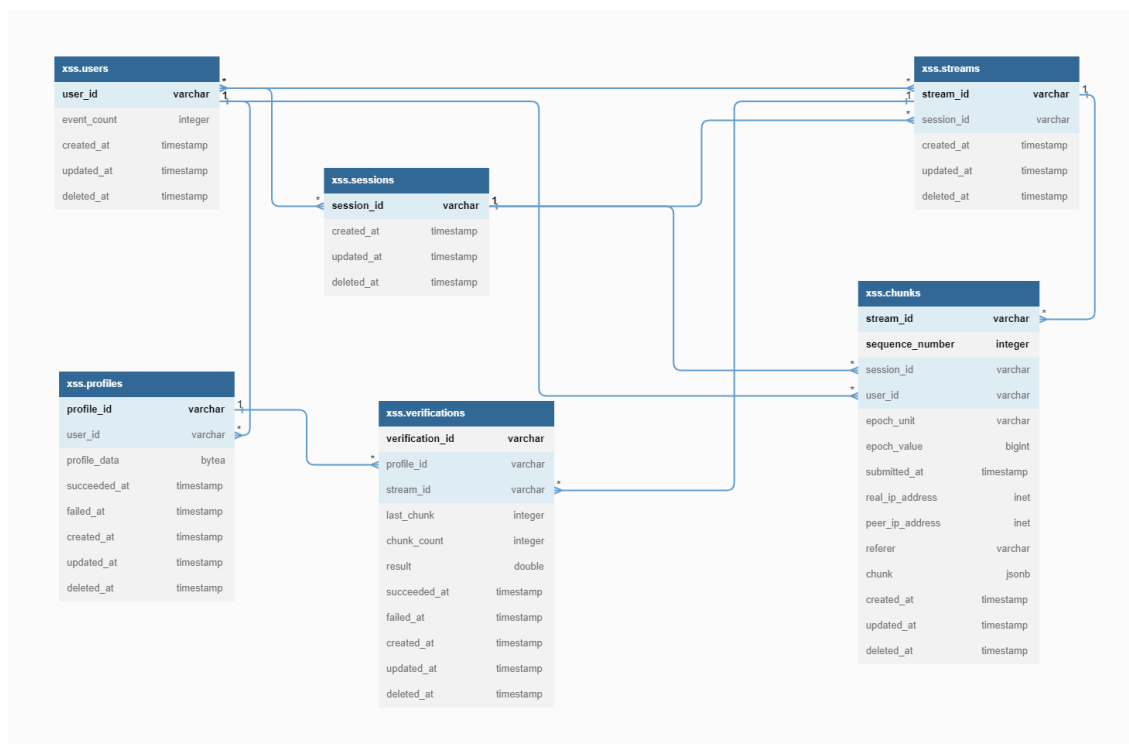 xss.users
user_id varchar
event_count integer
created_at timestamp
updated_at timestamp
deleted_at timestamp
* 1
xss.sessions
* session_id varchar 1
created_at timestamp
updated_at timestamp
deleted_at timestamp
xss.streams
* stream_id varchar 1
1
* session_id varchar
created_at timestamp
updated_at timestamp
deleted_at timestamp
xss.profiles
profile_id varchar 1
user_id varchar *
profile_data bytea
succeeded_at timestamp
failed_at timestamp
created_at timestamp
updated_at timestamp
deleted_at timestamp
xss.verifications
verification_id varchar
* profile_id varchar
stream_id varchar *
last_chunk integer
chunk_count integer
result double
succeeded_at timestamp
failed_at timestamp
created_at timestamp
updated_at timestamp
deleted_at timestamp
xss.chunks
stream_id varchar *
sequence_number integer
* session_id varchar
* user_id varchar
epoch_unit varchar
epoch_value bigint
submitted_at timestamp
real_ip_address inet
peer_ip_address inet
referer varchar
chunk jsonb
created_at timestamp
updated_at timestamp
deleted_at timestamp